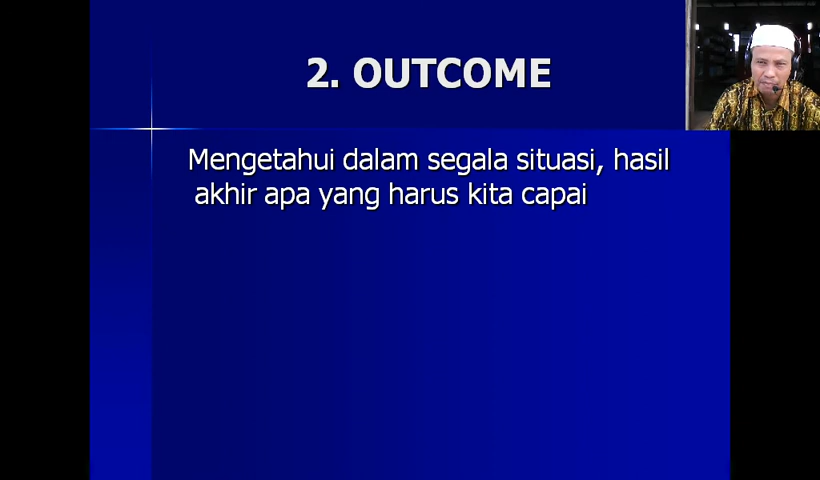 2. OUTCOME
Mengetahui dalam segala situasi, hasil
akhir apa yang harus kita capai